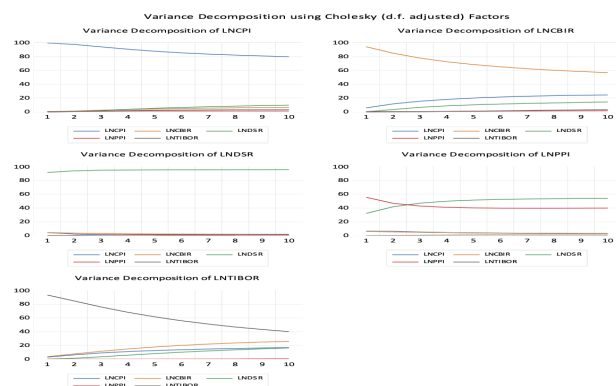 Variance Decomposition using Cholesky (d.f. adjusted) Factors
Variance Decomposition of LNCPI
100
80
60
40
20
0
1 2 3 4 5 6 7 8 9 10
LNCPI LNCBIR LNDSR
LNPPI LNTIBOR
Variance Decomposition of LNCBIR
100
80
60
40
20
0
1 2 3 4 5 6 7 8 9 10
LNCPI LNCBIR LNDSR
LNPPI LNTIBOR
Variance Decomposition of LNDSR
100
80
60
40
20
0
1 2 3 4 5 6 7 8 9 10
LNCPI LNCBIR LNDSR
LNPPI LNTIBOR
Variance Decomposition of LNPPI
100
80
60
40
20
0
1 2 3 4 5 6 7 8 9 10
LNCPI LNCBIR LNDSR
LNPPI LNTIBOR
Variance Decomposition of LNTIBOR
100
80
60
40
20
0
1 2 3 4 5 6 7 8 9 10
LNCPI LNCBIR LNDSR
LNPPI LNTIBOR